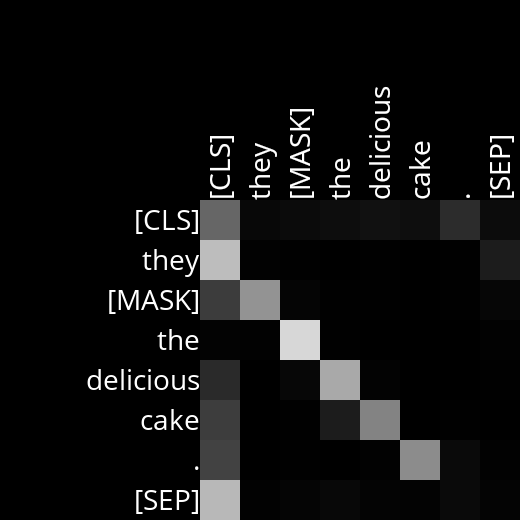 [CLS] they [MASK] the delicious cake . [SEP]
[CLS]
they
[MASK]
the
delicious
cake
.
[SEP]